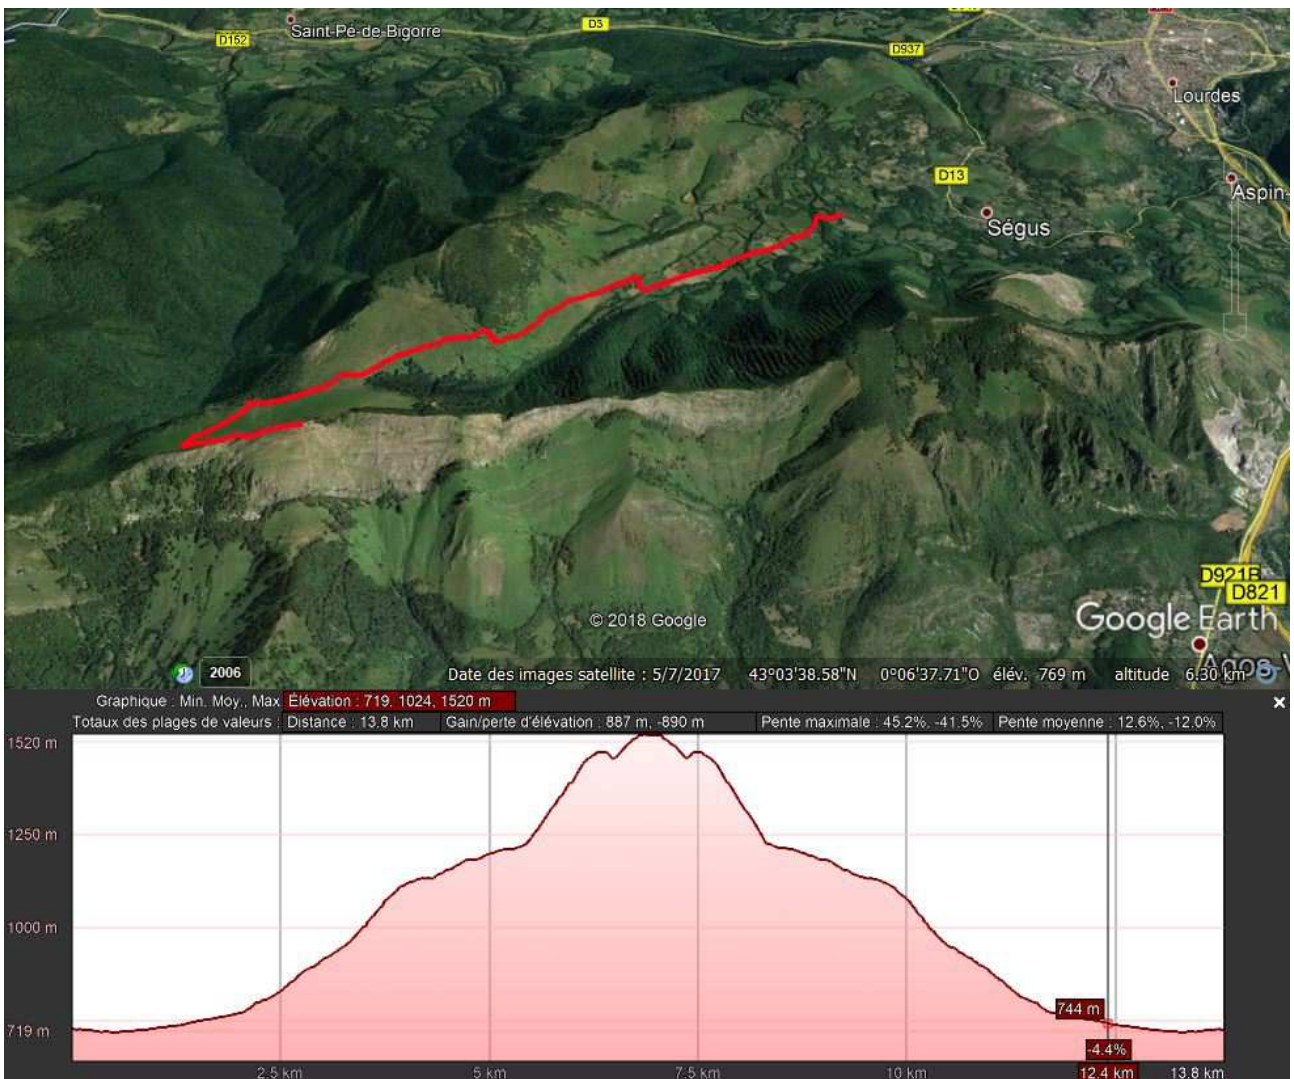 Saint-Pé-de-Bigorre
D152
D3
D937
Lourdes
D13
Aspin-
Ségus
D921B
D821
© 2018 Google
Google Earth
2006
Date des images satellite : 5/7/2017 43°03'38.58"N 0°06'37.71"O élév. 769 m altitude 6.30 km
Graphique : Min. Moy., Max. Élévation : 719, 1024, 1520 m
Totaux des plages de valeurs : Distance : 13.8 km Gain/perte d'élévation : 887 m, -890 m Pente maximale : 45.2%, -41.5% Pente moyenne : 12.6%, -12.0%
1520 m
1250 m
1000 m
719 m
744 m
-4.4%
2.5 km 5 km 7.5 km 10 km 12.4 km 13.8 km